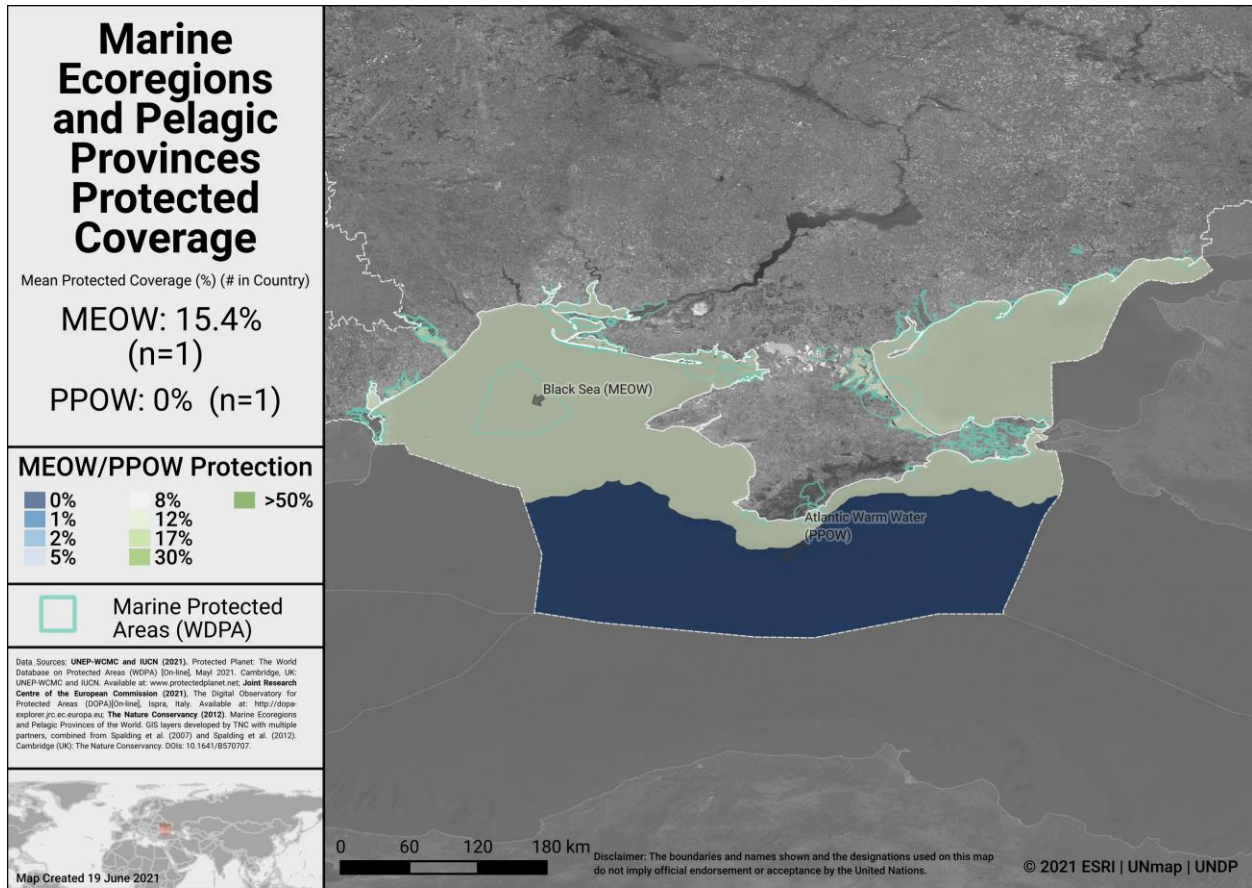 Marine
Ecoregions
and Pelagic
Provinces
Protected
Coverage
Mean Protected Coverage (%) (# in Country)
MEOW: 15.4%
(n=1)
PPOW: 0% (n=1)
MEOW/PPOW Protection
0% 8% >50%
1% 12%
2% 17%
5% 30%
Marine Protected
Areas (WDPA)
Data Sources: UNEP-WCMC and IUCN (2021). Protected Planet: The World
Database on Protected Areas (WDPA) [On-line], Mayl 2021. Cambridge, UK:
UNEP-WCMC and IUCN. Available at: www.protectedplanet.net; Joint Research
Centre of the European Commission (2021), The Digital Observatory for
Protected Areas (DOPA)[On-line], Ispra, Italy. Available at: http://dopa-
explorer.jrc.ec.europa.eu; The Nature Conservancy (2012). Marine Ecoregions
and Pelagic Provinces of the World. GIS layers developed by TNC with multiple
partners, combined from Spalding et al. (2007) and Spalding et al. (2012).
Cambridge (UK): The Nature Conservancy. DOIs: 10.1641/B570707.
Map Created 19 June 2021
Black Sea (MEOW)
Atlantic Warm Water
(PPOW)
0 60 120 180 km
Disclaimer: The boundaries and names shown and the designations used on this map
do not imply official endorsement or acceptance by the United Nations.
© 2021 ESRI | UNmap | UNDP